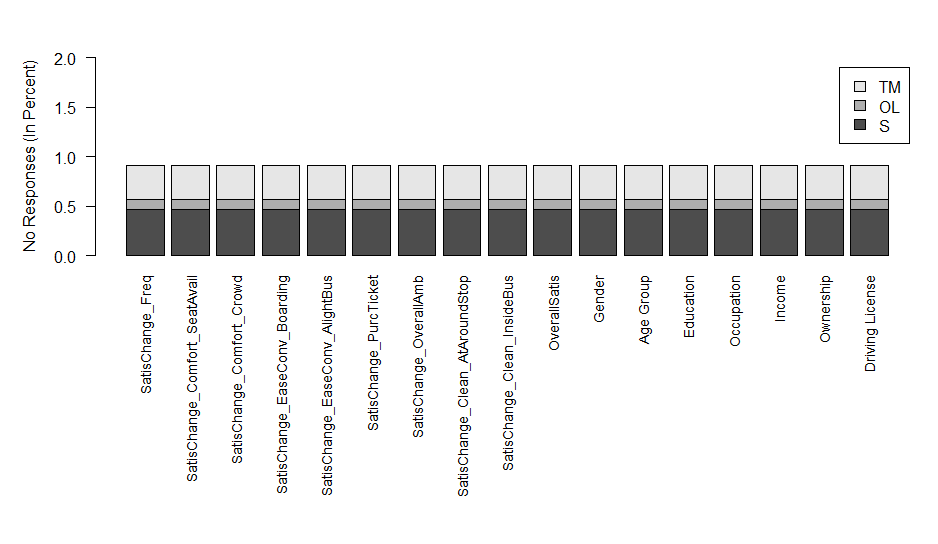 No Responses (In Percent)
2.0
1.5
1.0
0.5
0.0
TM
OL
S
SatisChange_Freq
SatisChange_Comfort_SeatAvail
SatisChange_Comfort_Crowd
SatisChange_EaseConv_Boarding
SatisChange_EaseConv_AlightBus
SatisChange_PurcTicket
SatisChange_OverallAmb
SatisChange_Clean_AtAroundStop
SatisChange_Clean_InsideBus
OverallSatis
Gender
Age Group
Education
Occupation
Income
Ownership
Driving License